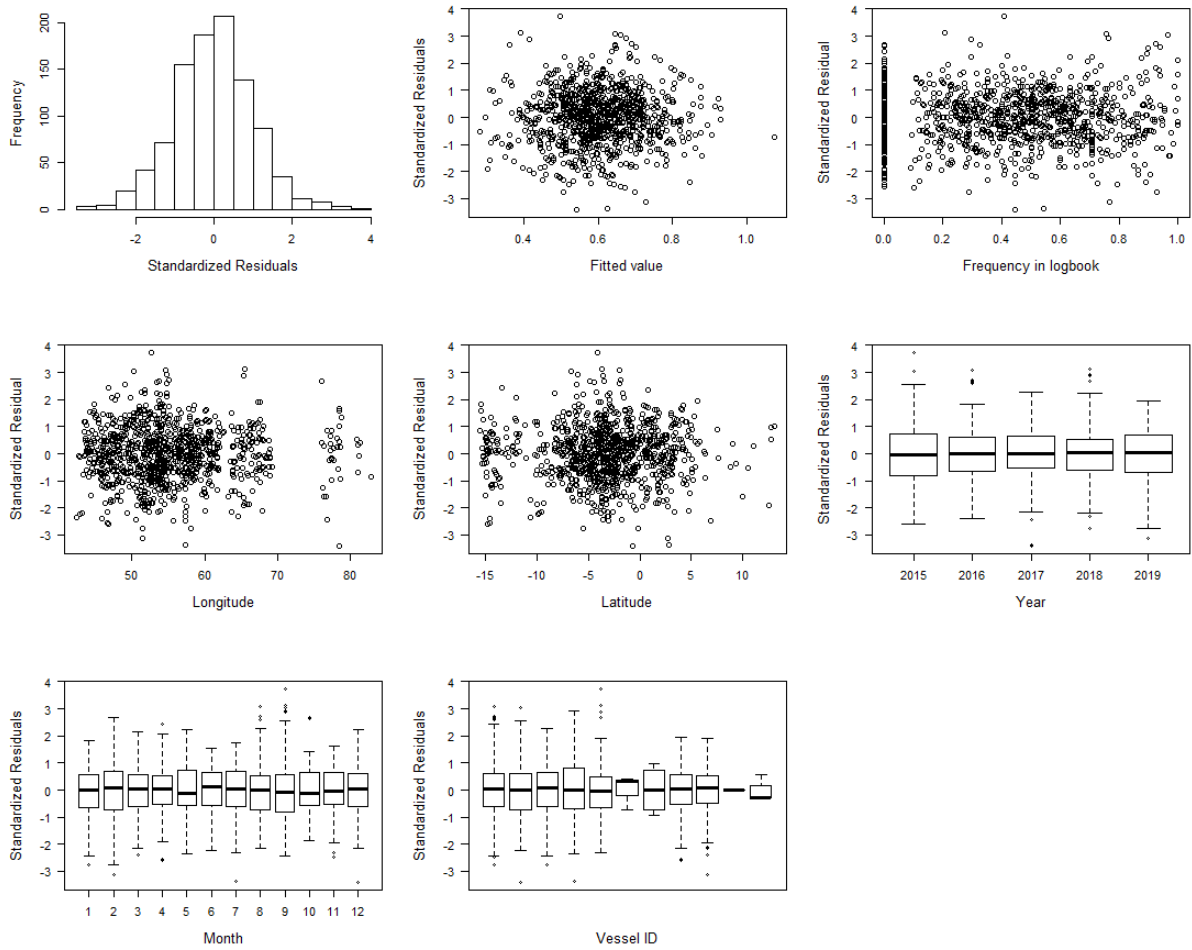 200
150
100
50
0
Frequency
-2 0 2 4
Standardized Residuals
4
3
2
1
0
-1
-2
-3
Standardized Residuals
0.4 0.6 0.8 1.0
Fitted value
4
3
2
1
0
-1
-2
-3
Standardized Residual
0.0 0.2 0.4 0.6 0.8 1.0
Frequency in logbook
4
3
2
1
0
-1
-2
-3
Standardized Residual
50 60 70 80
Longitude
4
3
2
1
0
-1
-2
-3
Standardized Residual
-15 -10 -5 0 5 10
Latitude
4
3
2
1
0
-1
-2
-3
Standardized Residuals
2015 2016 2017 2018 2019
Year
4
3
2
1
0
-1
-2
-3
Standardized Residuals
1 2 3 4 5 6 7 8 9 10 11 12
Month
4
3
2
1
0
-1
-2
-3
Standardized Residuals
Vessel ID